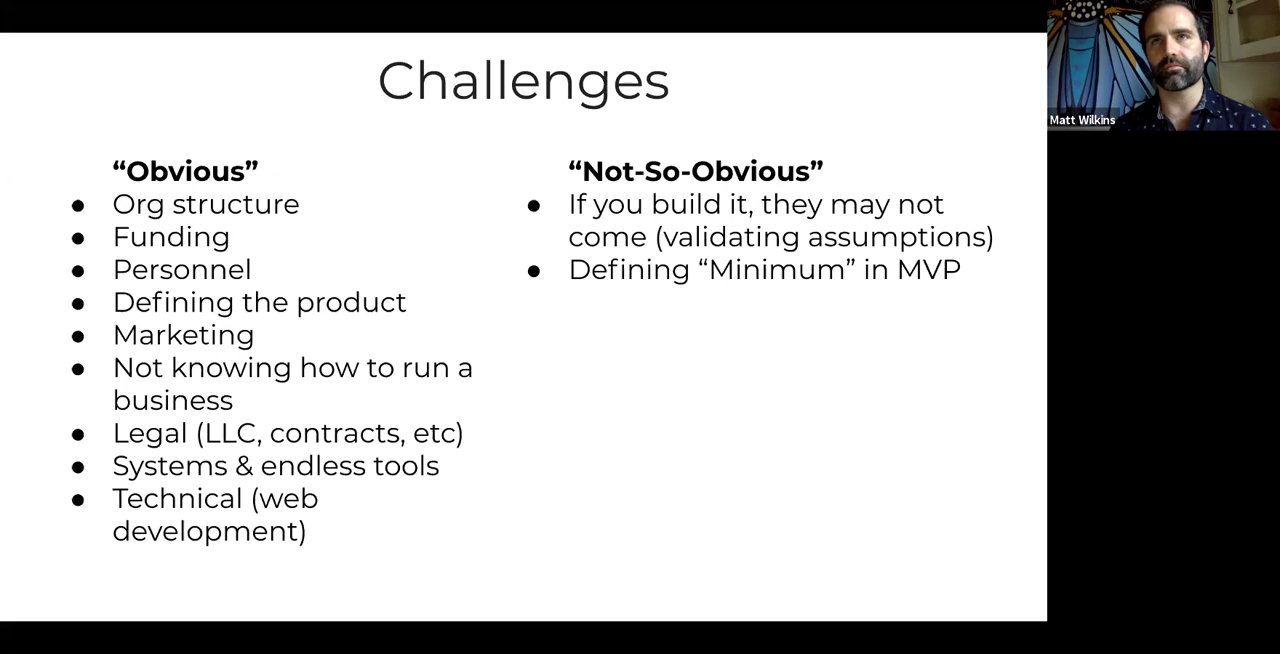 Challenges
“Obvious”
● Org structure
● Funding
● Personnel
● Defining the product
● Marketing
● Not knowing how to run a
business
● Legal (LLC, contracts, etc)
● Systems & endless tools
● Technical (web
development)
“Not-So-Obvious”
● If you build it, they may not
come (validating assumptions)
● Defining “Minimum” in MVP
Matt Wilkins